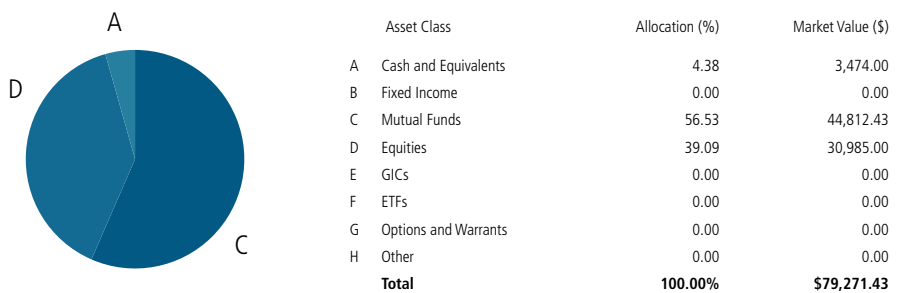 A
D
C
Asset Class Allocation (%) Market Value ($)
A Cash and Equivalents 4.38 3,474.00
B Fixed Income 0.00 0.00
C Mutual Funds 56.53 44,812.43
D Equities 39.09 30,985.00
E GICs 0.00 0.00
F ETFs 0.00 0.00
G Options and Warrants 0.00 0.00
H Other 0.00 0.00
Total 100.00% $79,271.43